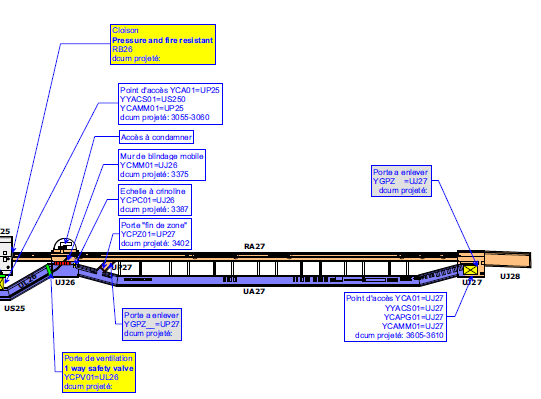 Cloison
Pressure and fire resistant
RB26
dcum projeté:
Point d'accès YCA01=UP25
YYACS01=US250
YCAMM01=UP25
dcum projeté: 3055-3060
Accès à condamner
Mur de blindage mobile
YCMM01=UJ26
dcum projeté: 3375
Echelle à crinoline
YCPC01=UJ26
dcum projeté: 3387
Porte "fin de zone"
YCPZ01=UP27
dcum projeté: 3402
Porte a enlever
YGPZ =UJ27
dcum projeté:
25
RA27
UP27
UL26
UJ26
UA27
UJ27
UJ28
US25
Point d'accès YCA01=UJ27
YYACS01=UJ27
YCAPG01=UJ27
YCAMM01=UJ27
dcum projeté: 3605-3610
Porte a enlever
YGPZ__=UP27
dcum projeté:
Porte de ventilation
1 way safety valve
YCPV01=UL26
dcum projeté: